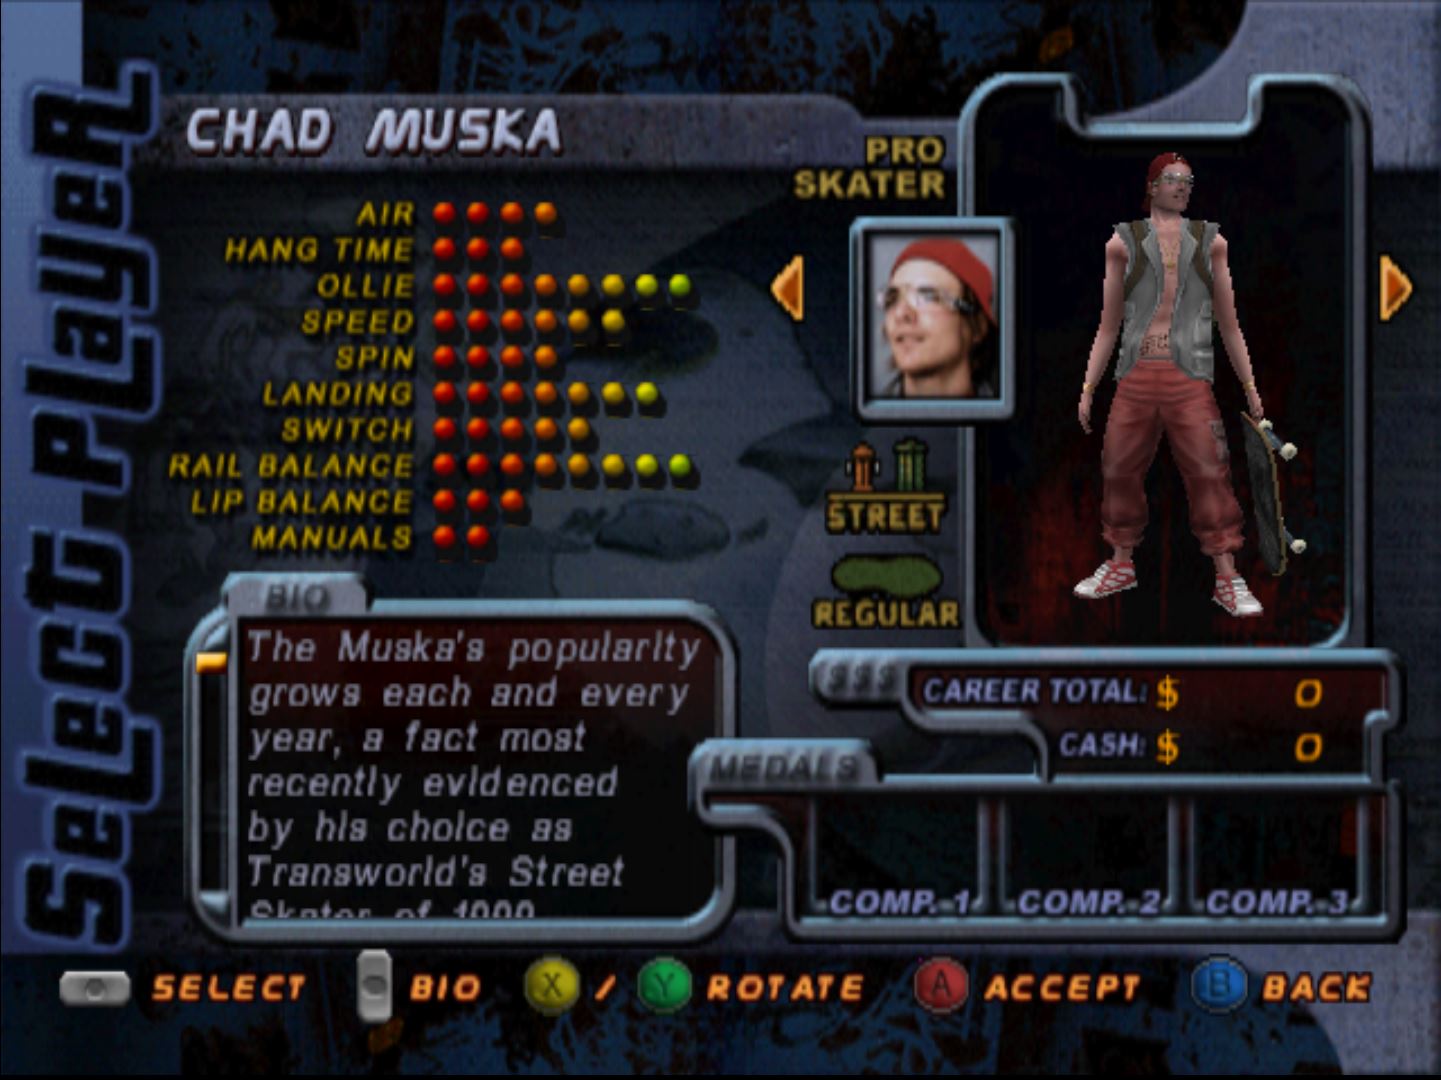 Select Player
CHAD MUSKA
PRO
SKATER
AIR
HANG TIME
OLLIE
SPEED
SPIN
LANDING
SWITCH
RAIL BALANCE
LIP BALANCE
MANUALS
STREET
REGULAR
BIO
The Muska's popularity
grows each and every
year, a fact most
recently evidenced
by his choice as
Transworld's Street
Skater of 1999
$$$
CAREER TOTAL: $ 0
CASH: $ 0
MEDALS
COMP. 1
COMP. 2
COMP. 3
SELECT
BIO
X / Y ROTATE
A ACCEPT
B BACK